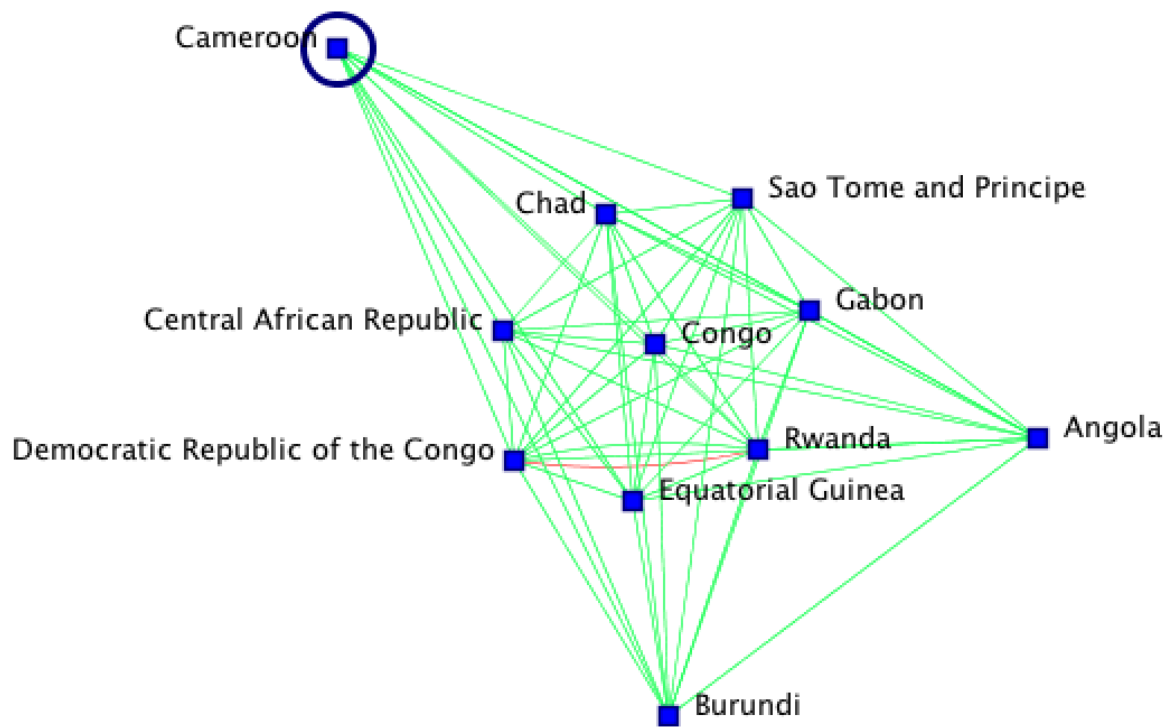 Cameroon
Sao Tome and Principe
Chad
Gabon
Central African Republic
Congo
Angola
Rwanda
Democratic Republic of the Congo
Equatorial Guinea
Burundi